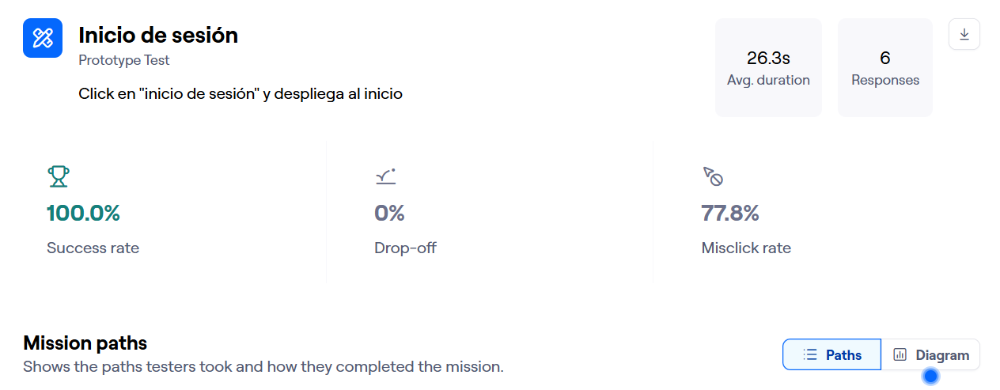 Inicio de sesión
Prototype Test
Click en "inicio de sesión" y despliega al inicio
26.3s
Avg. duration
6
Responses
100.0%
Success rate
0%
Drop-off
77.8%
Misclick rate
Mission paths
Shows the paths testers took and how they completed the mission.
Paths
Diagram